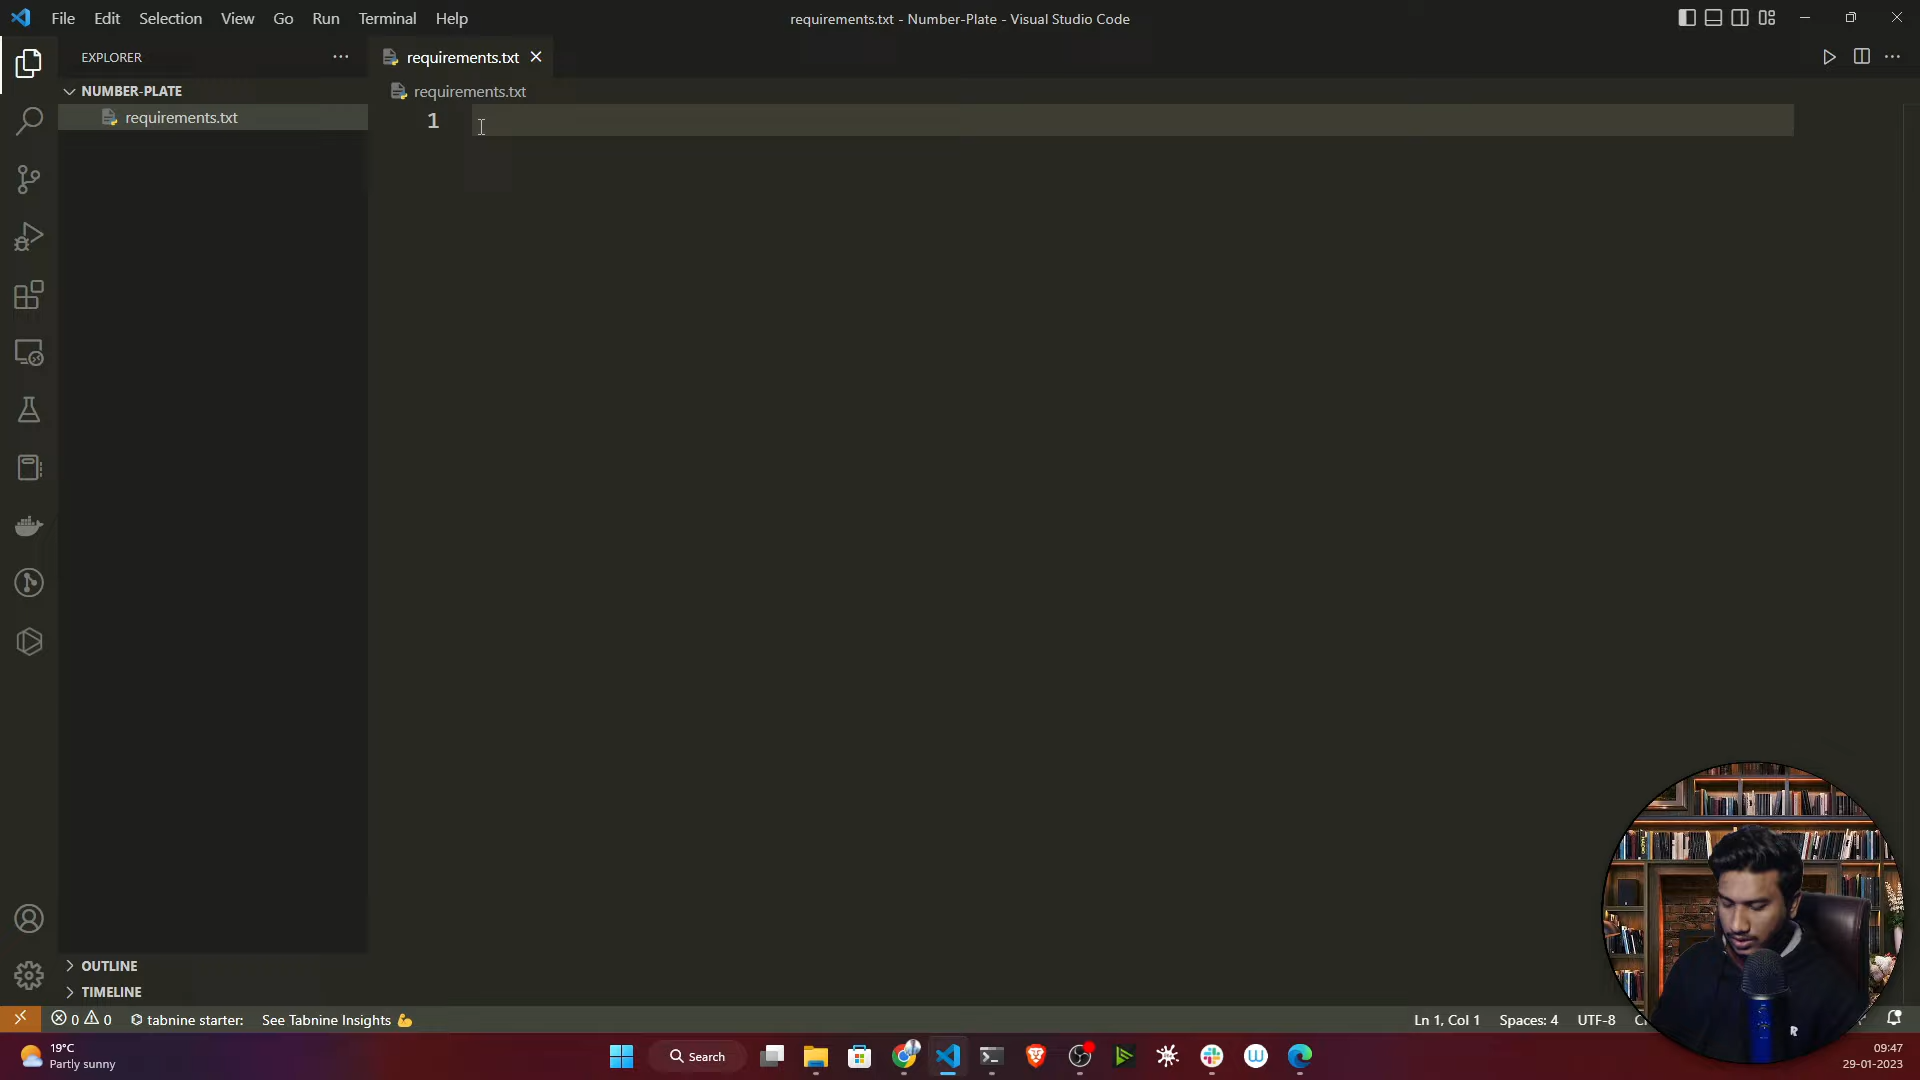 File Edit Selection View Go Run Terminal Help
requirements.txt - Number-Plate - Visual Studio Code
EXPLORER
requirements.txt
NUMBER-PLATE
requirements.txt
requirements.txt
1
OUTLINE
TIMELINE
0 0 tabnine starter: See Tabnine Insights
Ln 1, Col 1 Spaces: 4 UTF-8
19°C
Partly sunny
Search
09:47
29-01-2023